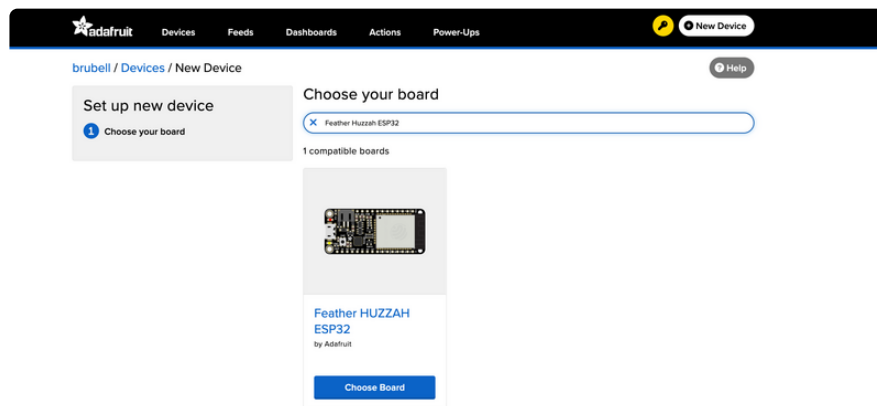 adafruit Devices Feeds Dashboards Actions Power-Ups New Device
brubell / Devices / New Device Help
Set up new device
1 Choose your board
Choose your board
Feather Huzzah ESP32
1 compatible boards
Feather HUZZAH
ESP32
by Adafruit
Choose Board